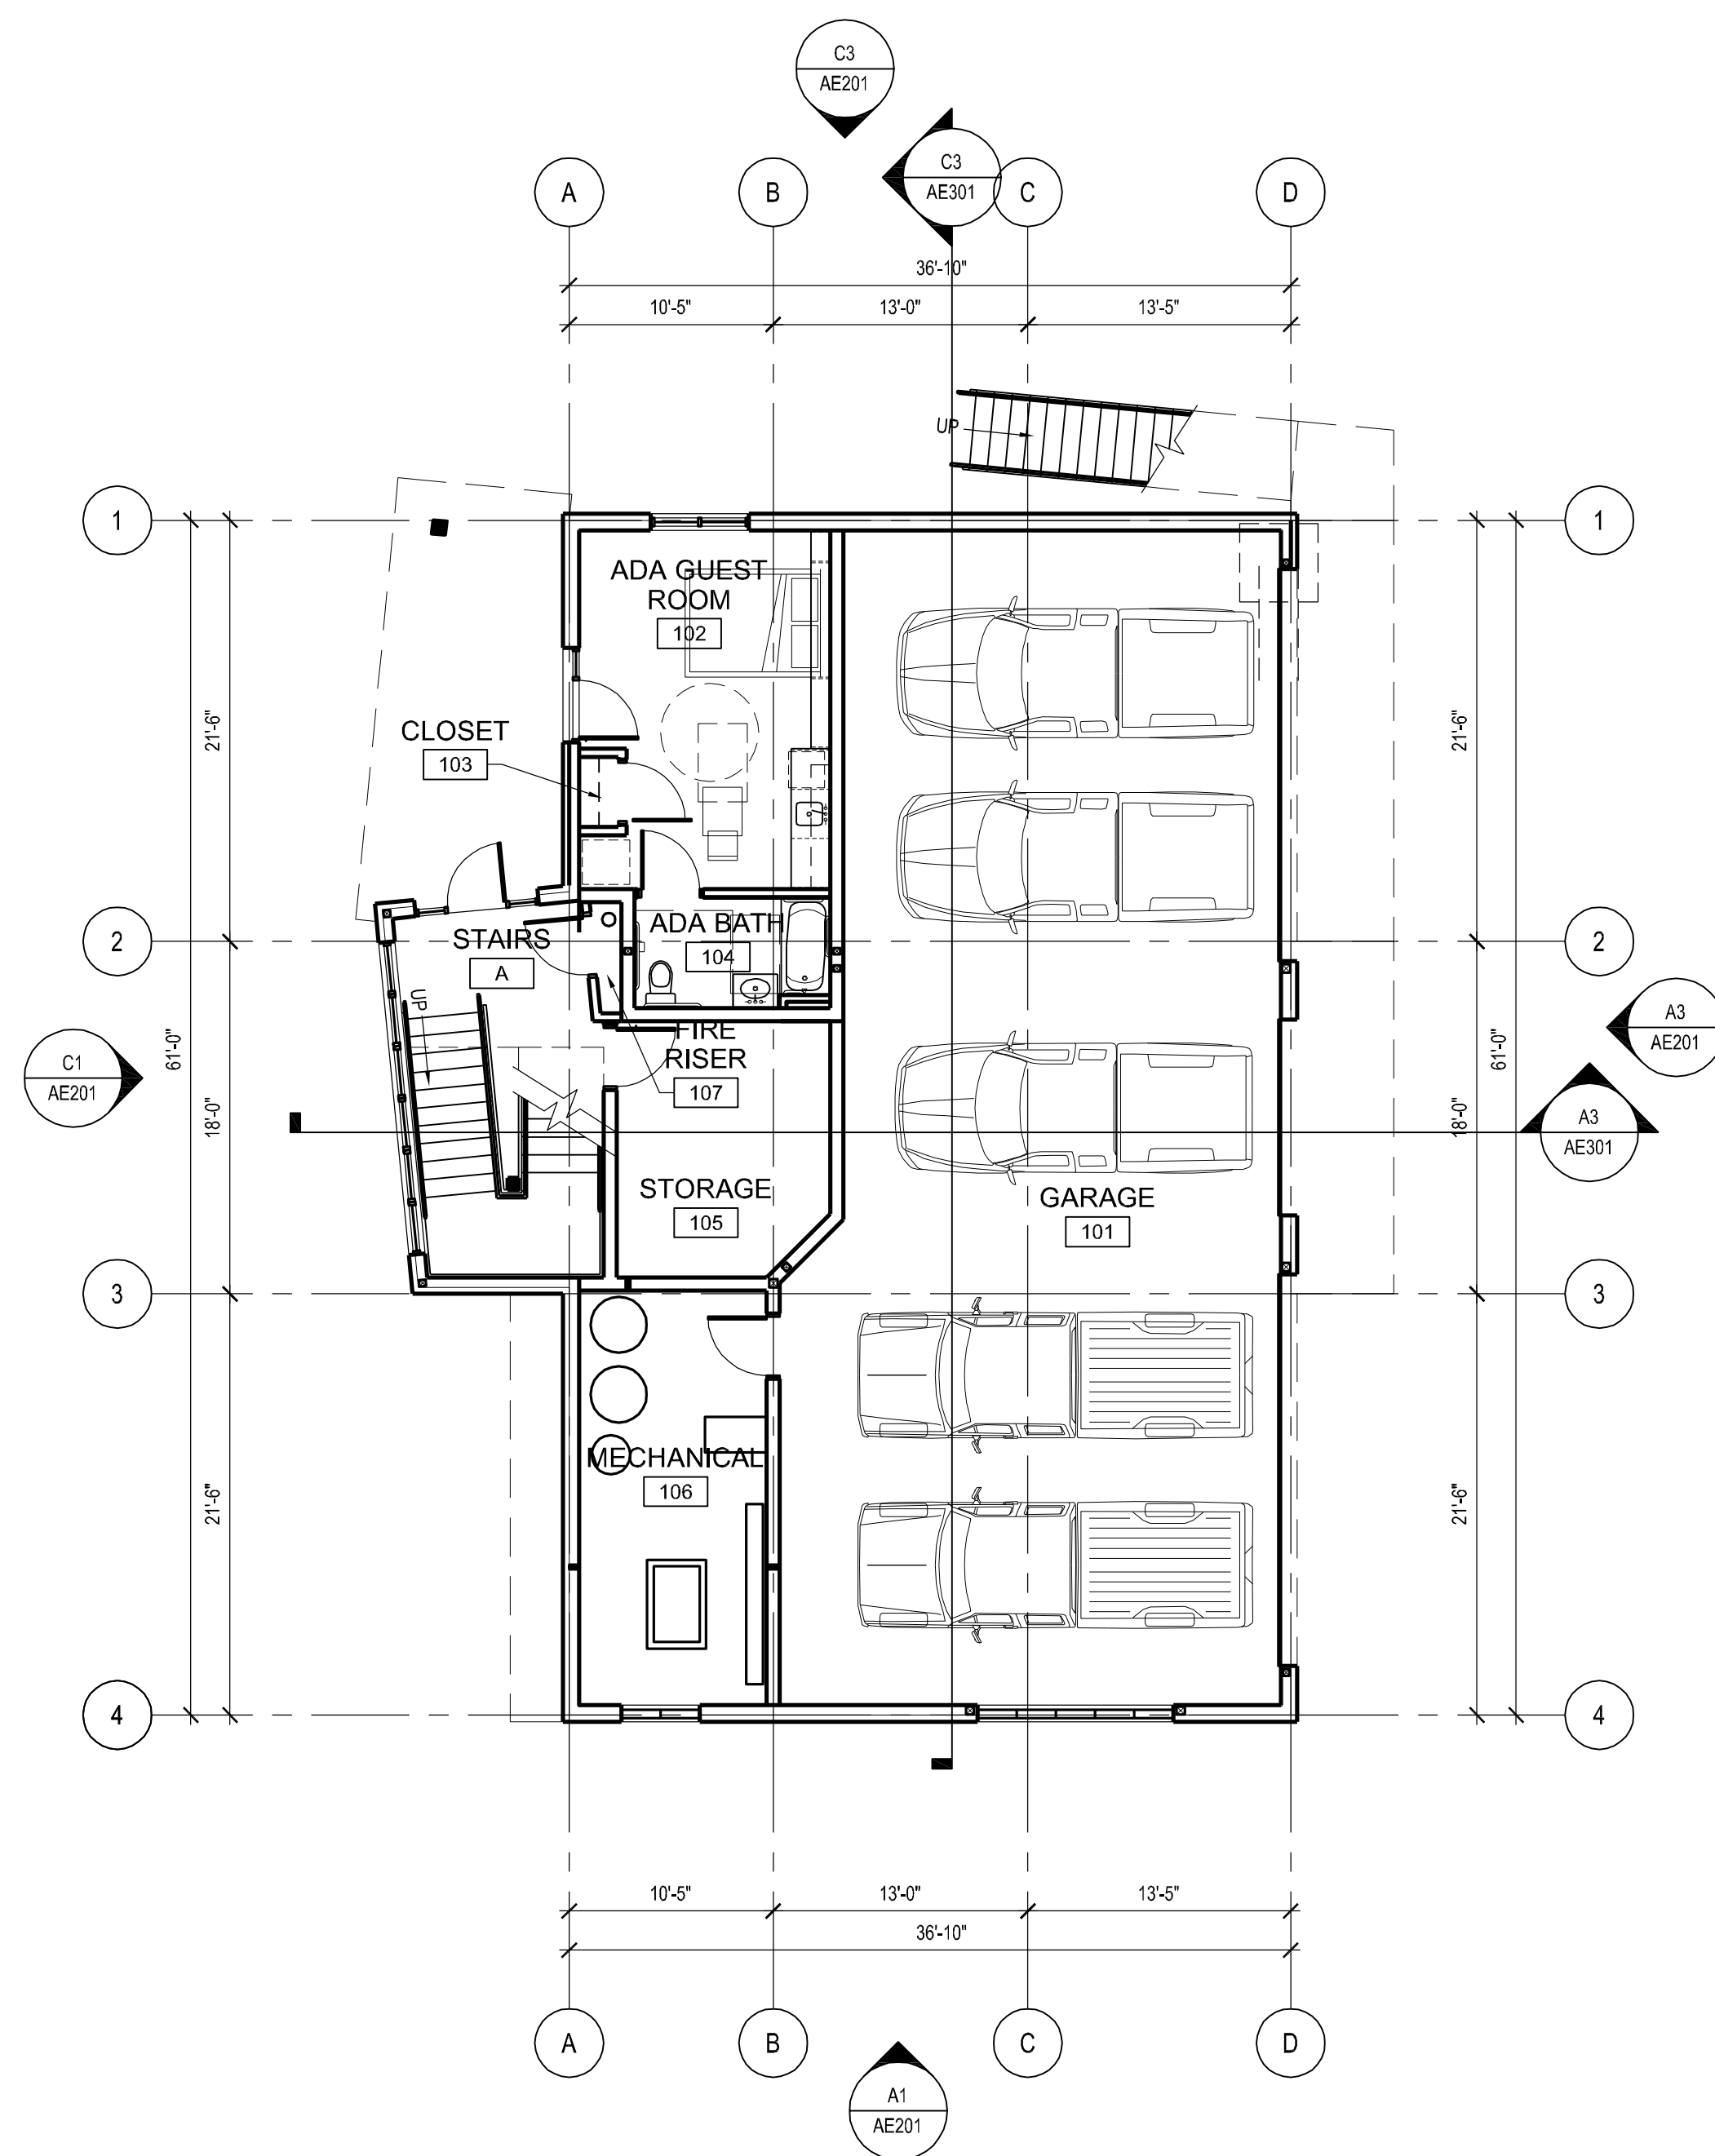 C3
AE201
C3
AE301
A
B
C
D
36'-10"
10'-5"
13'-0"
13'-5"
UP
1
1
ADA GUEST
ROOM
102
21'-6"
21'-6"
CLOSET
103
2
2
STAIRS
A
ADA BATH
104
UP
FIRE
RISER
107
C1
AE201
61'-0"
18'-0"
61'-0"
18'-0"
A3
AE201
A3
AE301
STORAGE
105
GARAGE
101
3
3
MECHANICAL
106
21'-6"
21'-6"
4
4
10'-5"
13'-0"
13'-5"
36'-10"
A
B
C
D
A1
AE201